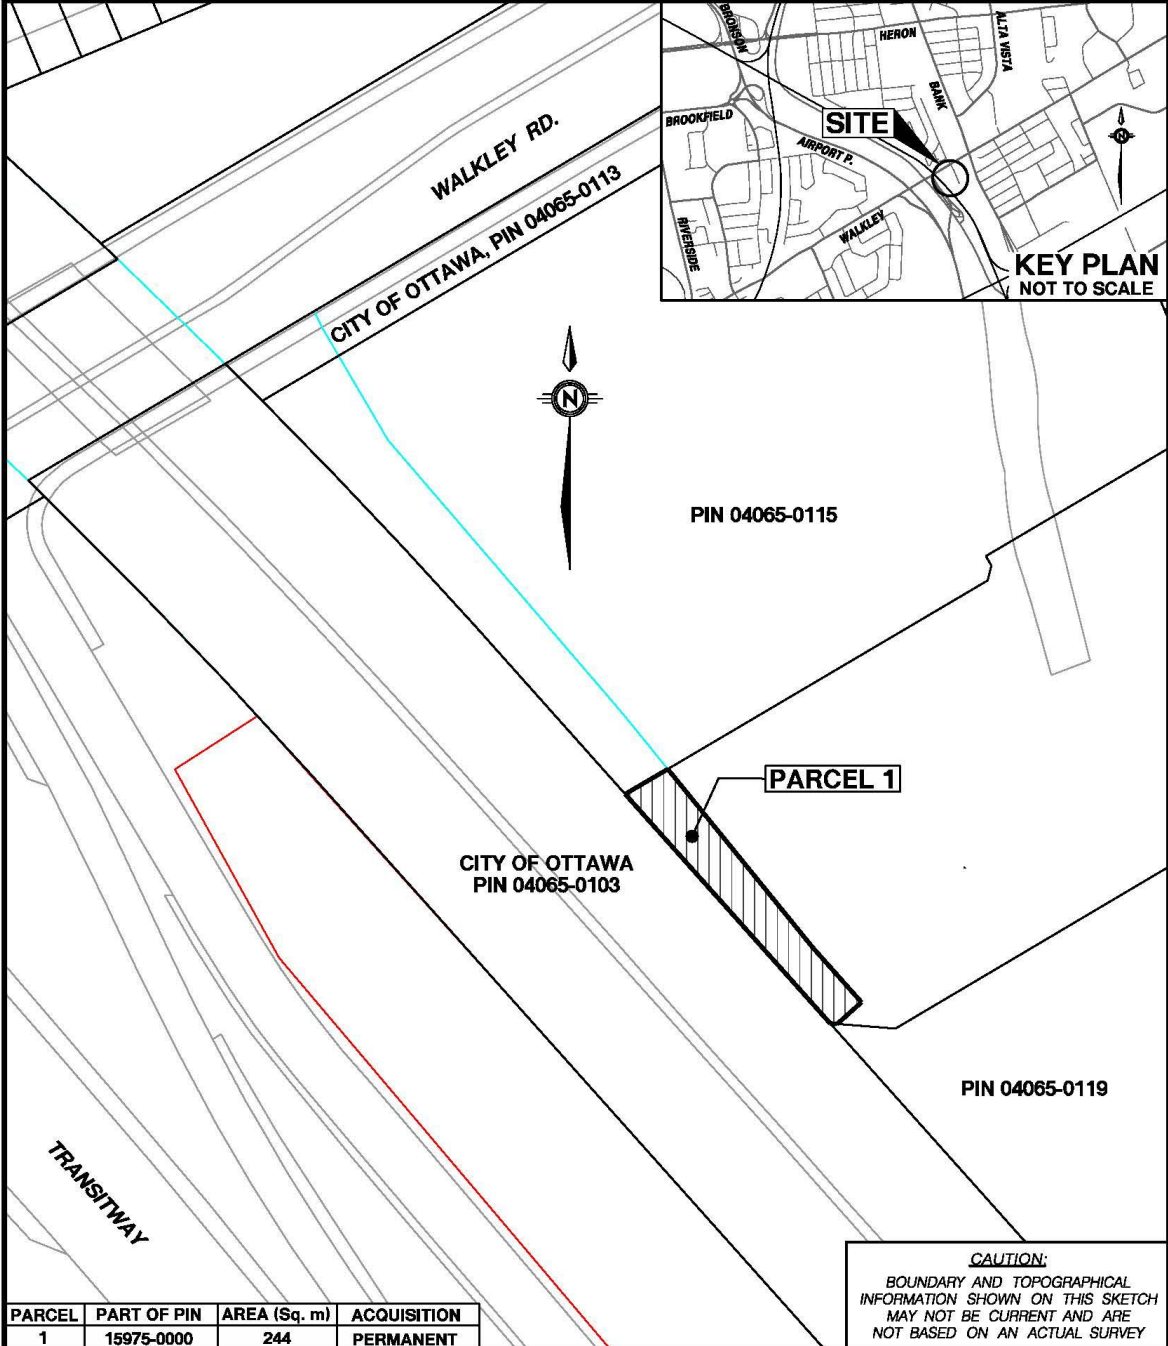 BRONSON
HERON
ALTA VISTA
BANK
BROOKFIELD
SITE
AIRPORT P.
N
RIVERSIDE
WALKLEY
KEY PLAN
NOT TO SCALE
WALKLEY RD.
CITY OF OTTAWA, PIN 04065-0113
N
PIN 04065-0115
PARCEL 1
CITY OF OTTAWA
PIN 04065-0103
PIN 04065-0119
TRANSITWAY
CAUTION:
BOUNDARY AND TOPOGRAPHICAL
INFORMATION SHOWN ON THIS SKETCH
MAY NOT BE CURRENT AND ARE
NOT BASED ON AN ACTUAL SURVEY
PARCEL PART OF PIN AREA (Sq. m) ACQUISITION
1 15975-0000 244 PERMANENT